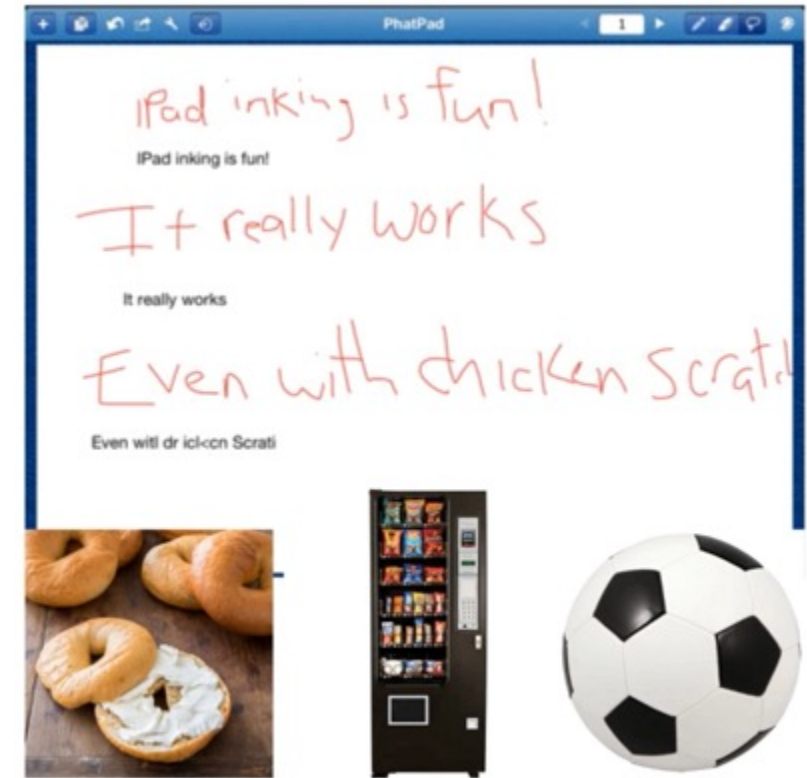 PhatPad
1
IPad inking is fun!
IPad inking is fun!
It really works
It really works
Even with chicken scratch
Even witl dr icl<cn Scrati